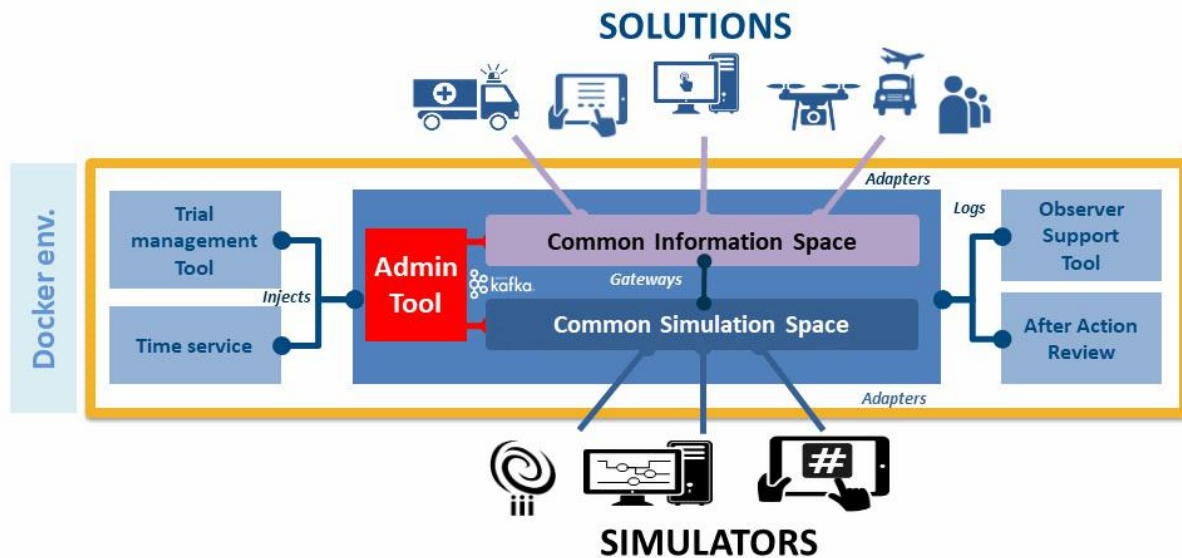 SOLUTIONS
Docker env.
Adapters
Trial
management
Tool
Time service
Injects
Admin
Tool
kafka
Common Information Space
Gateways
Common Simulation Space
Logs
Observer
Support
Tool
After Action
Review
Adapters
#
iii
SIMULATORS